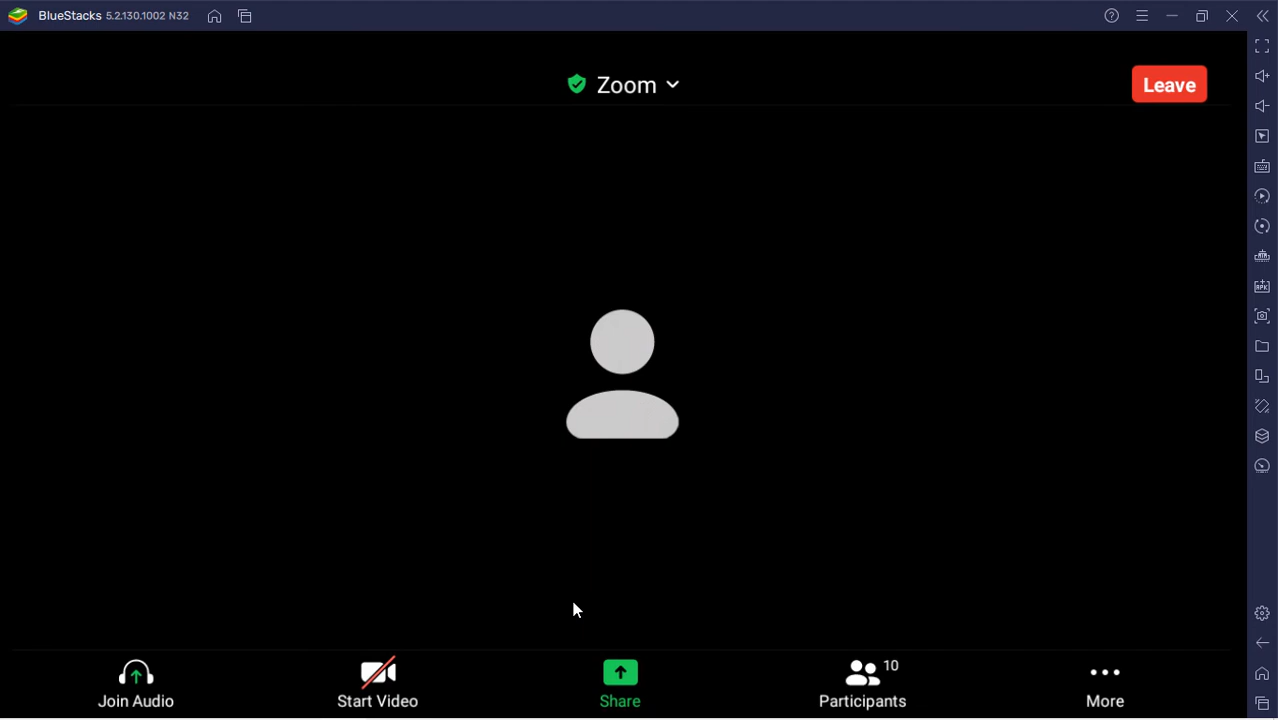 BlueStacks 5.2.130.1002 N32
Zoom
Leave
Join Audio
Start Video
Share
10
Participants
More